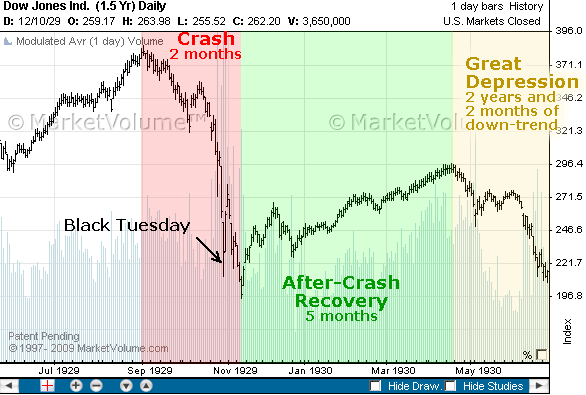 Dow Jones Ind. (1.5 Yr) Daily
1 day bars History
D: 12/10/29 O: 259.17 H: 263.98 L: 255.52 C: 262.20 V: 3,650,000
U.S. Markets Closed
Modulated Avr (1 day) Volume
Crash
2 months
Great
Depression
2 years and
2 months of
down-trend
© MarketVolume™
© MarketVolume
Black Tuesday
After-Crash
Recovery
5 months
396.0
371.1
346.2
321.3
296.4
271.5
246.6
221.7
196.8
Index
Patent Pending
© 1997- 2009 MarketVolume.com
%
Jul 1929
Sep 1929
Nov 1929
Jan 1930
Mar 1930
May 1930
Hide Draw.
Hide Studies